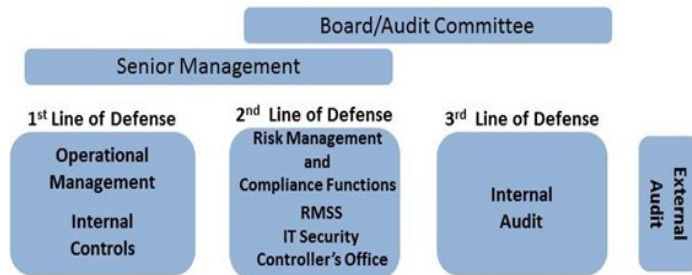 Board/Audit Committee
Senior Management
1st Line of Defense
Operational
Management
Internal
Controls
2nd Line of Defense
Risk Management
and
Compliance Functions
RMSS
IT Security
Controller's Office
3rd Line of Defense
Internal
Audit
External
Audit